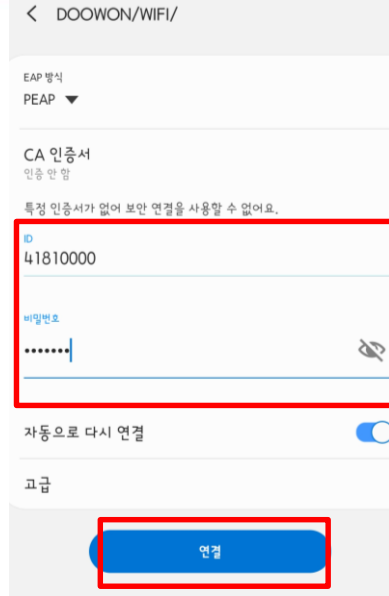 DOOWON/WIFI/
EAP 방식
PEAP
CA 인증서
인증 안 함
특정 인증서가 없어 보안 연결을 사용할 수 없어요.
ID
41810000
비밀번호
•••••••
자동으로 다시 연결
고급
연결